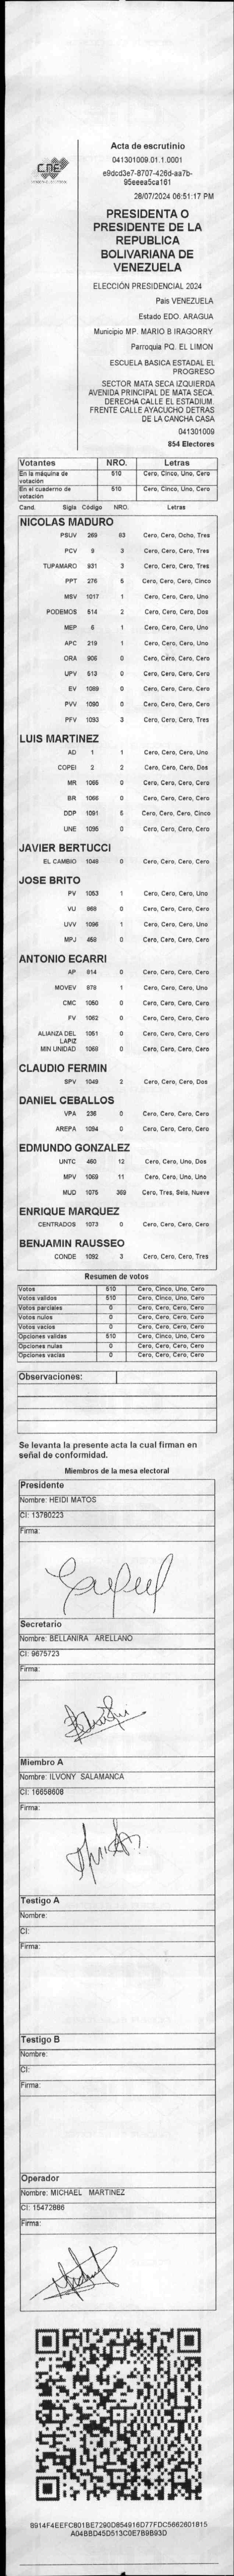 CNE
Acta de escrutinio
041301009.01.1.0001
e9dcd3e7-8707-426d-aa7b-
95eeea5ca161
28/07/2024 06:51:17 PM
PRESIDENTA O
PRESIDENTE DE LA
REPUBLICA
BOLIVARIANA DE
VENEZUELA
ELECCIÓN PRESIDENCIAL 2024
Pais VENEZUELA
Estado EDO. ARAGUA
Municipio MP. MARIO B IRAGORRY
Parroquia PQ. EL LIMON
ESCUELA BASICA ESTADAL EL
PROGRESO
SECTOR MATA SECA IZQUIERDA
AVENIDA PRINCIPAL DE MATA SECA.
DERECHA CALLE EL ESTADIUM.
FRENTE CALLE AYACUCHO DETRAS
DE LA CANCHA CASA
041301009
854 Electores
Votantes NRO. Letras
En la máquina de votación 510 Cero, Cinco, Uno, Cero
En el cuaderno de votación 510 Cero, Cinco, Uno, Cero
Cand. Sigla Código NRO. Letras
NICOLAS MADURO
PSUV 269 83 Cero, Cero, Ocho, Tres
PCV 9 3 Cero, Cero, Cero, Tres
TUPAMARO 931 3 Cero, Cero, Cero, Tres
PPT 276 5 Cero, Cero, Cero, Cinco
MSV 1017 1 Cero, Cero, Cero, Uno
PODEMOS 514 2 Cero, Cero, Cero, Dos
MEP 6 1 Cero, Cero, Cero, Uno
APC 219 1 Cero, Cero, Cero, Uno
ORA 906 0 Cero, Cero, Cero, Cero
UPV 513 0 Cero, Cero, Cero, Cero
EV 1089 0 Cero, Cero, Cero, Cero
PVV 1090 0 Cero, Cero, Cero, Cero
PFV 1093 3 Cero, Cero, Cero, Tres
LUIS MARTINEZ
AD 1 1 Cero, Cero, Cero, Uno
COPEI 2 2 Cero, Cero, Cero, Dos
MR 1065 0 Cero, Cero, Cero, Cero
BR 1066 0 Cero, Cero, Cero, Cero
DDP 1091 5 Cero, Cero, Cero, Cinco
UNE 1095 0 Cero, Cero, Cero, Cero
JAVIER BERTUCCI
EL CAMBIO 1048 0 Cero, Cero, Cero, Cero
JOSE BRITO
PV 1053 1 Cero, Cero, Cero, Uno
VU 868 0 Cero, Cero, Cero, Cero
UVV 1096 1 Cero, Cero, Cero, Uno
MPJ 458 0 Cero, Cero, Cero, Cero
ANTONIO ECARRI
AP 814 0 Cero, Cero, Cero, Cero
MOVEV 878 1 Cero, Cero, Cero, Uno
CMC 1050 0 Cero, Cero, Cero, Cero
FV 1062 0 Cero, Cero, Cero, Cero
ALIANZA DEL LAPIZ 1051 0 Cero, Cero, Cero, Cero
MIN UNIDAD 1069 0 Cero, Cero, Cero, Cero
CLAUDIO FERMIN
SPV 1049 2 Cero, Cero, Cero, Dos
DANIEL CEBALLOS
VPA 236 0 Cero, Cero, Cero, Cero
AREPA 1094 0 Cero, Cero, Cero, Cero
EDMUNDO GONZALEZ
UNTC 460 12 Cero, Cero, Uno, Dos
MPV 1069 11 Cero, Cero, Uno, Uno
MUD 1075 369 Cero, Tres, Seis, Nueve
ENRIQUE MARQUEZ
CENTRADOS 1073 0 Cero, Cero, Cero, Cero
BENJAMIN RAUSSEO
CONDE 1092 3 Cero, Cero, Cero, Tres
Resumen de votos
Votos 510 Cero, Cinco, Uno, Cero
Votos validos 510 Cero, Cinco, Uno, Cero
Votos parciales 0 Cero, Cero, Cero, Cero
Votos nulos 0 Cero, Cero, Cero, Cero
Votos vacios 0 Cero, Cero, Cero, Cero
Opciones validas 510 Cero, Cinco, Uno, Cero
Opciones nulas 0 Cero, Cero, Cero, Cero
Opciones vacias 0 Cero, Cero, Cero, Cero
Observaciones:
Se levanta la presente acta la cual firman en
señal de conformidad.
Miembros de la mesa electoral
Presidente
Nombre: HEIDI MATOS
CI: 13780223
Firma:
Secretario
Nombre: BELLANIRA ARELLANO
CI: 9675723
Firma:
Miembro A
Nombre: ILVONY SALAMANCA
CI: 16658608
Firma:
Testigo A
Nombre:
CI:
Firma:
Testigo B
Nombre:
CI:
Firma:
Operador
Nombre: MICHAEL MARTINEZ
CI: 15472886
Firma:
8914F4EEFC801BE7290D854916D77FDC5662601815
A04BBD45D513C0E7B9B93D